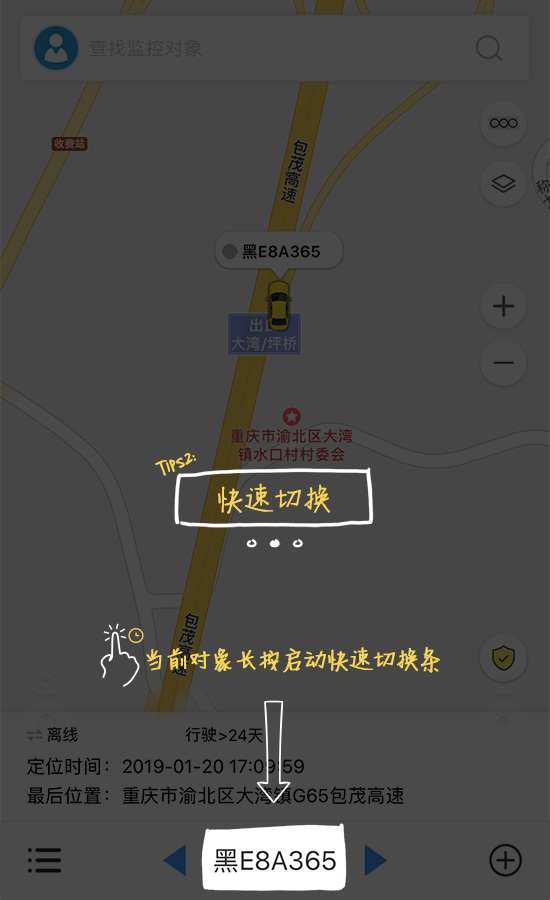 查找监控对象
收费站
包茂高速
称
黑E8A365
出口
大湾/坪桥
重庆市渝北区大湾
镇水口村村委会
TIPS2:
快速切换
包茂高速
当前对象长按启动快速切换条
离线 行驶>24天
定位时间：2019-01-20 17:09:59
最后位置：重庆市渝北区大湾镇G65包茂高速
黑E8A365